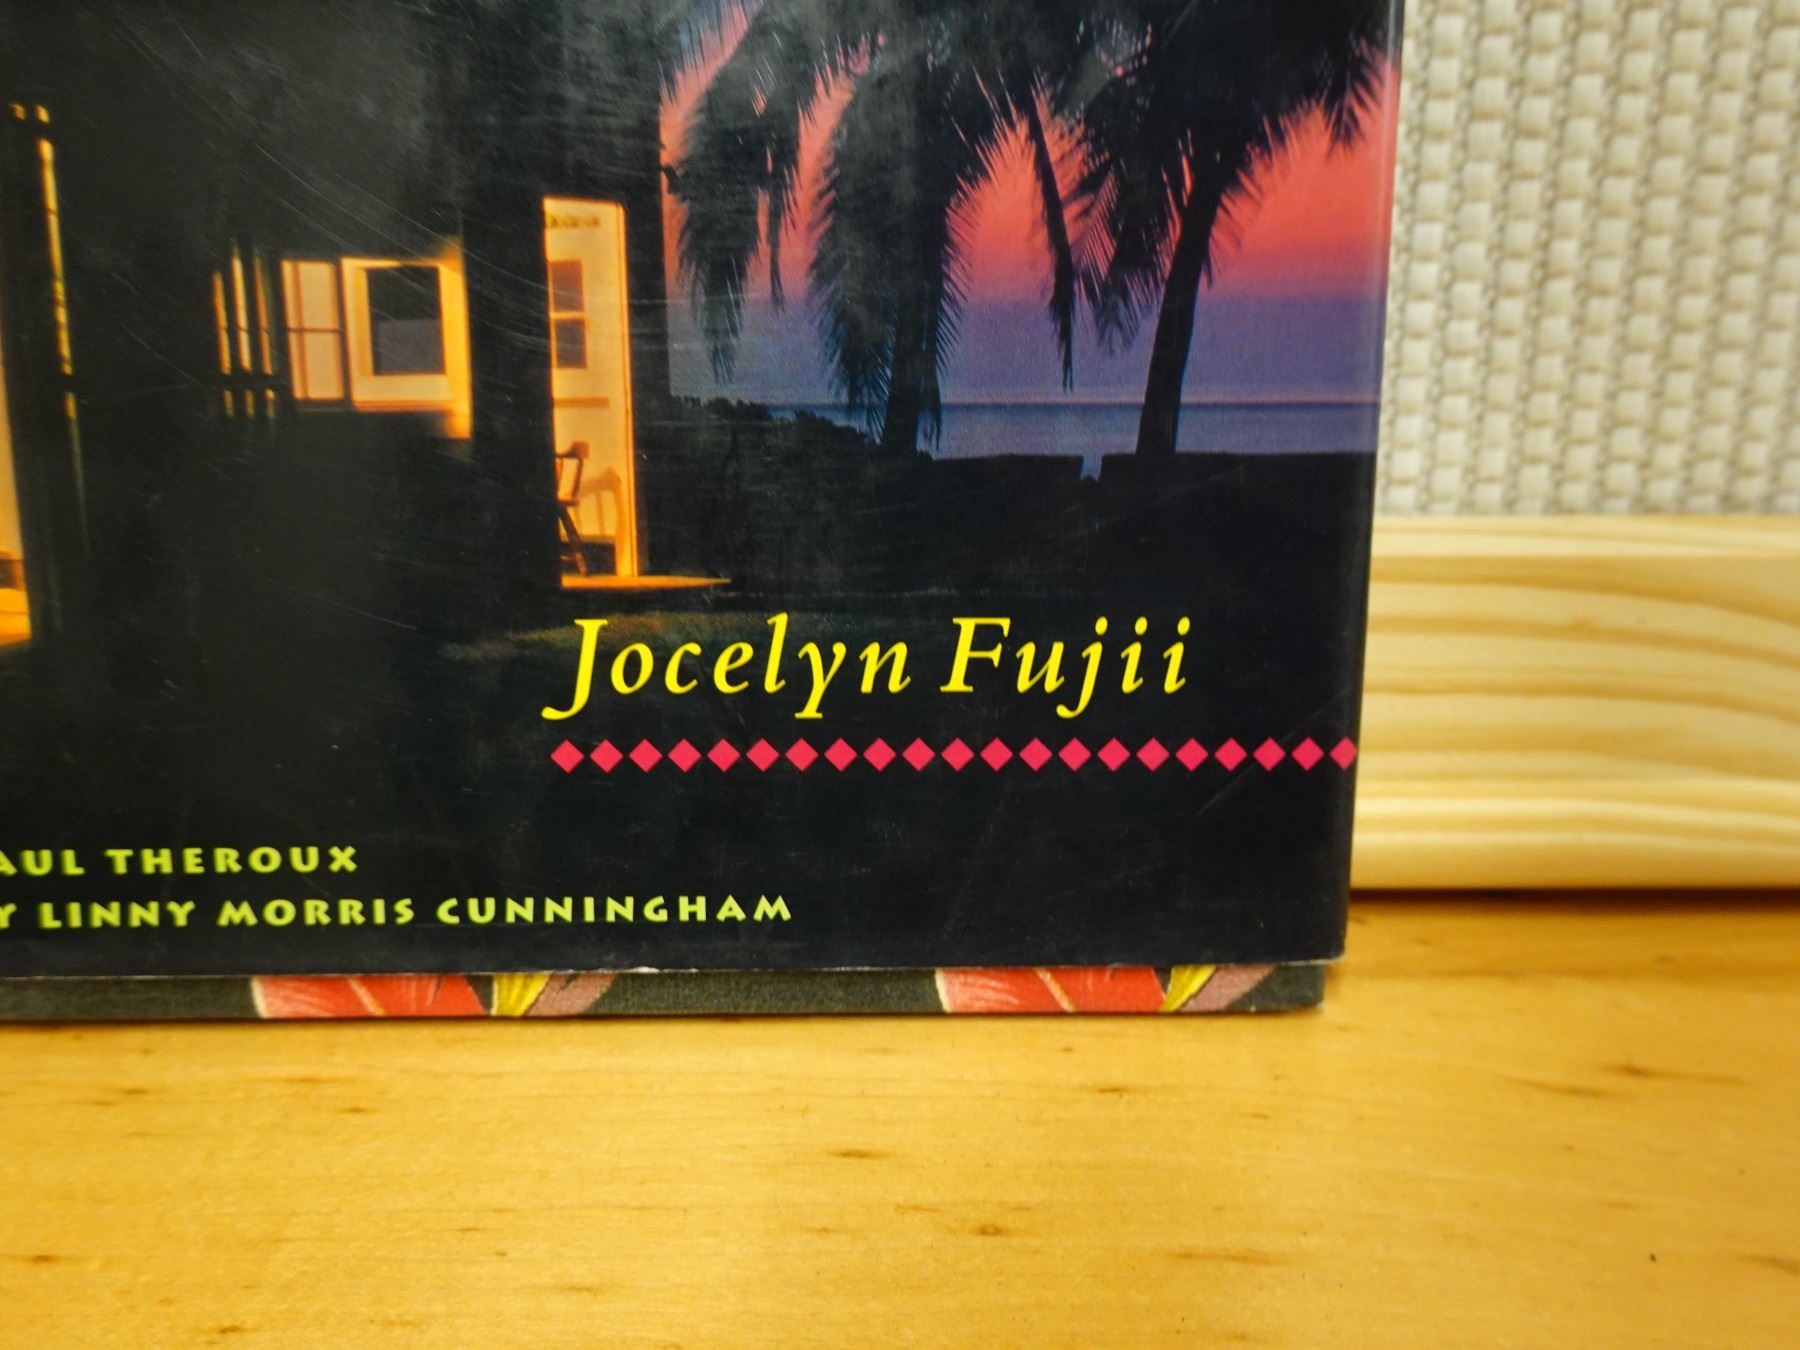 Jocelyn Fujii
AUL THEROUX
Y LINNY MORRIS CUNNINGHAM